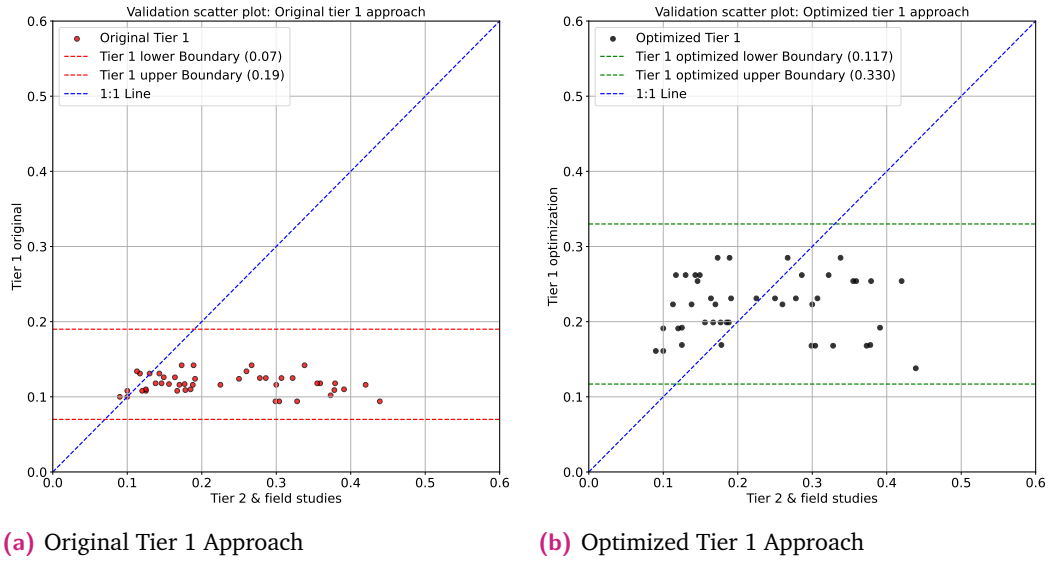 Validation scatter plot: Original tier 1 approach
Original Tier 1
Tier 1 lower Boundary (0.07)
Tier 1 upper Boundary (0.19)
1:1 Line
Tier 1 original
0.6
0.5
0.4
0.3
0.2
0.1
0.0
0.0 0.1 0.2 0.3 0.4 0.5 0.6
Tier 2 & field studies
(a) Original Tier 1 Approach
Validation scatter plot: Optimized tier 1 approach
Optimized Tier 1
Tier 1 optimized lower Boundary (0.117)
Tier 1 optimized upper Boundary (0.330)
1:1 Line
Tier 1 optimization
0.6
0.5
0.4
0.3
0.2
0.1
0.0
0.0 0.1 0.2 0.3 0.4 0.5 0.6
Tier 2 & field studies
(b) Optimized Tier 1 Approach